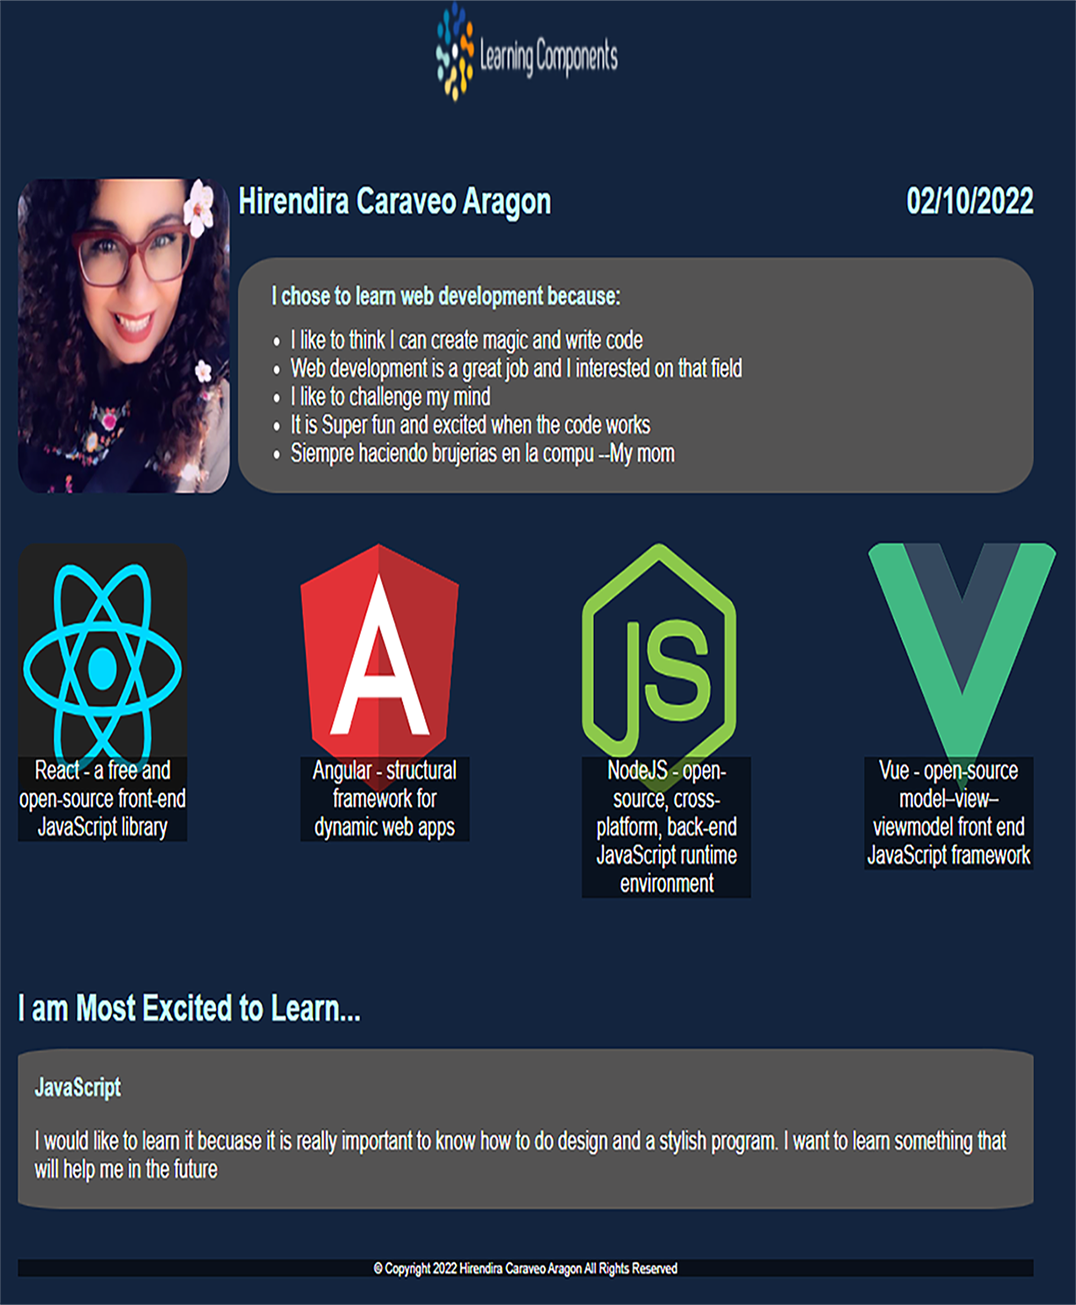 Learning Components
Hirendira Caraveo Aragon
02/10/2022
I chose to learn web development because:
• I like to think I can create magic and write code
• Web development is a great job and I interested on that field
• I like to challenge my mind
• It is Super fun and excited when the code works
• Siempre haciendo brujerias en la compu --My mom
JS
React - a free and
open-source front-end
JavaScript library
Angular - structural
framework for
dynamic web apps
NodeJS - open-
source, cross-
platform, back-end
JavaScript runtime
environment
Vue - open-source
model–view–
viewmodel front end
JavaScript framework
I am Most Excited to Learn...
JavaScript
I would like to learn it becuase it is really important to know how to do design and a stylish program. I want to learn something that
will help me in the future
© Copyright 2022 Hirendira Caraveo Aragon All Rights Reserved